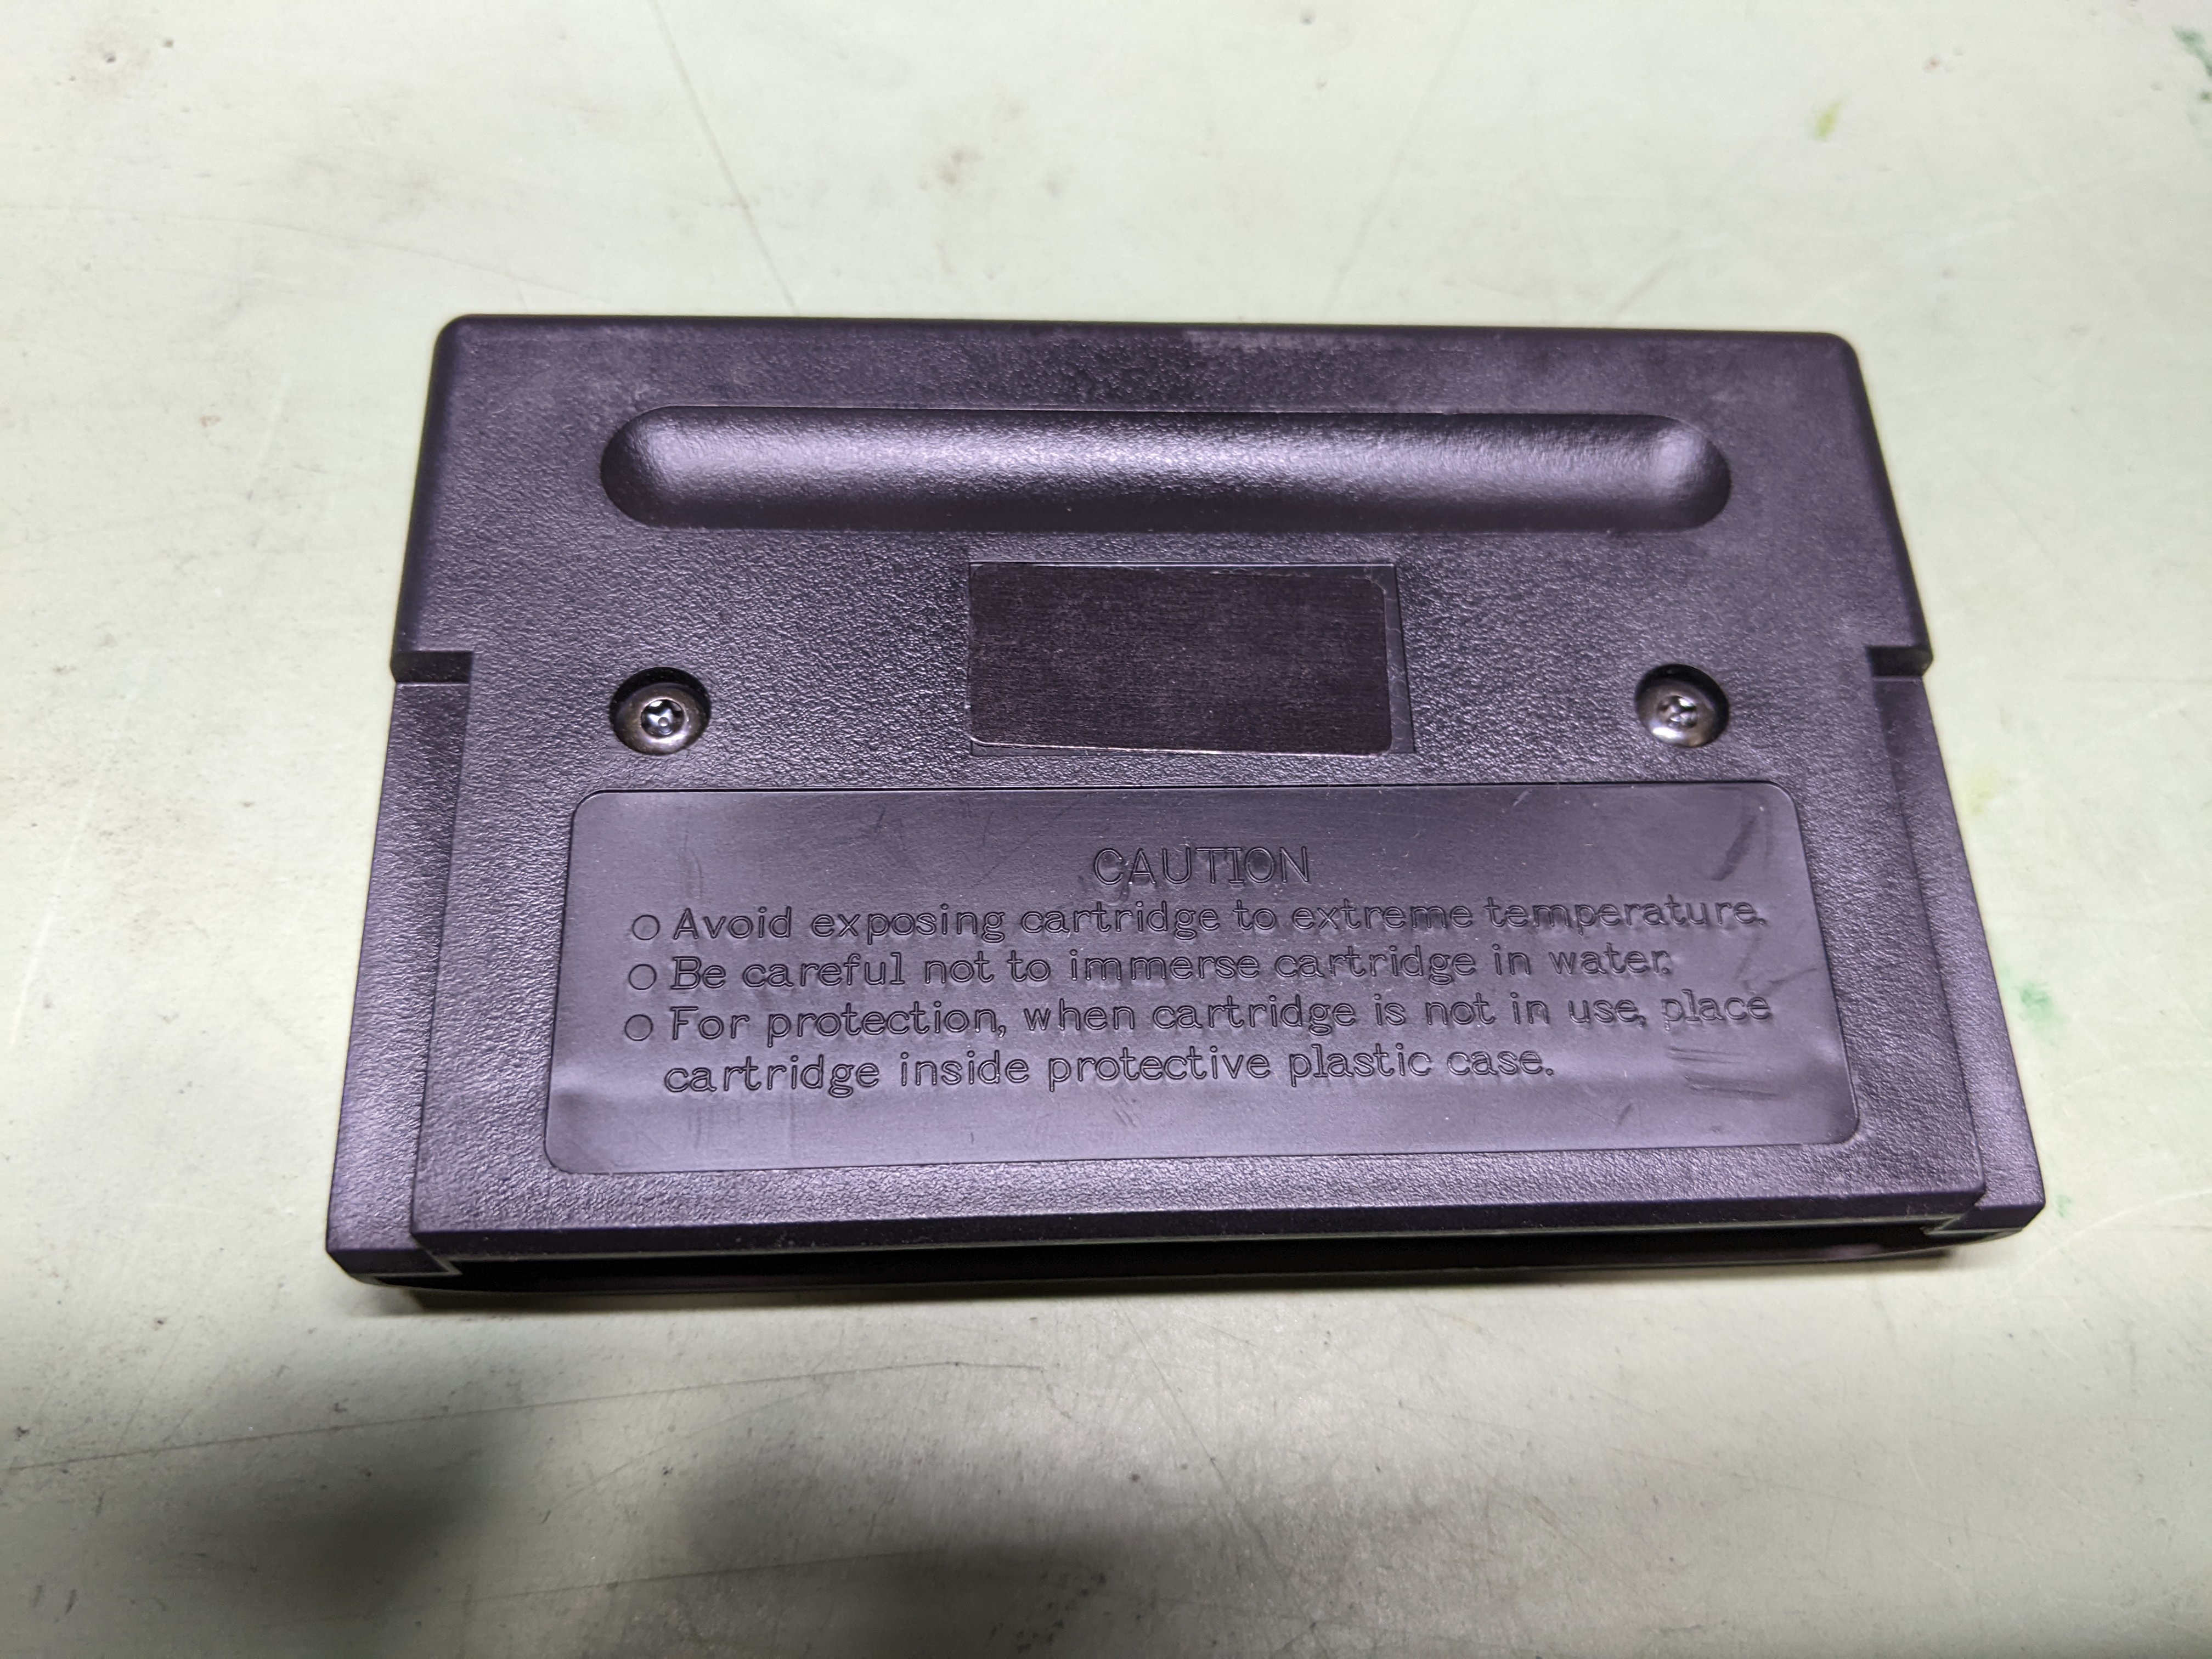 CAUTION
○ Avoid exposing cartridge to extreme temperature.
○ Be careful not to immerse cartridge in water.
○ For protection, when cartridge is not in use, place
cartridge inside protective plastic case.